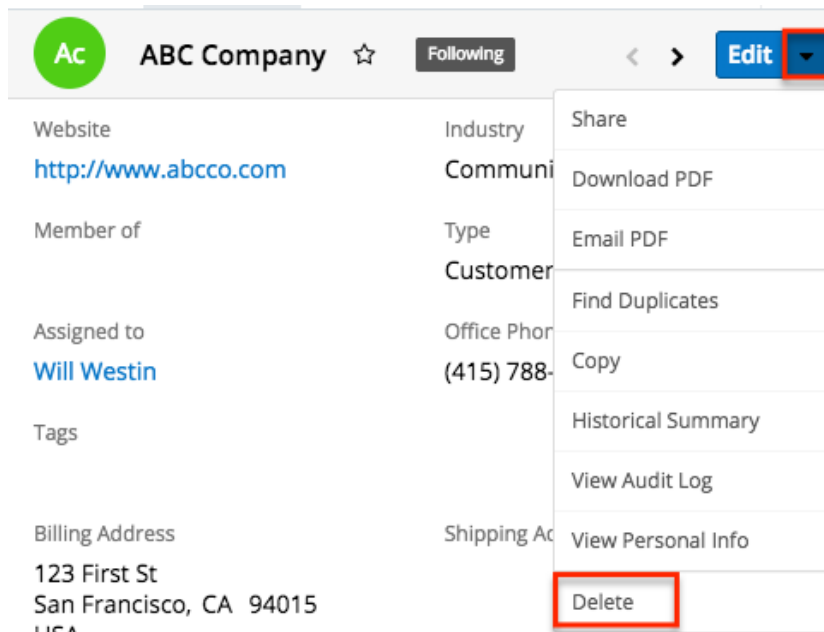 Ac ABC Company Following Edit
Website
http://www.abcco.com
Member of
Assigned to
Will Westin
Tags
Billing Address
123 First St
San Francisco, CA 94015
USA
Industry
Communi
Type
Customer
Office Phon
(415) 788-
Shipping Ad
Share
Download PDF
Email PDF
Find Duplicates
Copy
Historical Summary
View Audit Log
View Personal Info
Delete